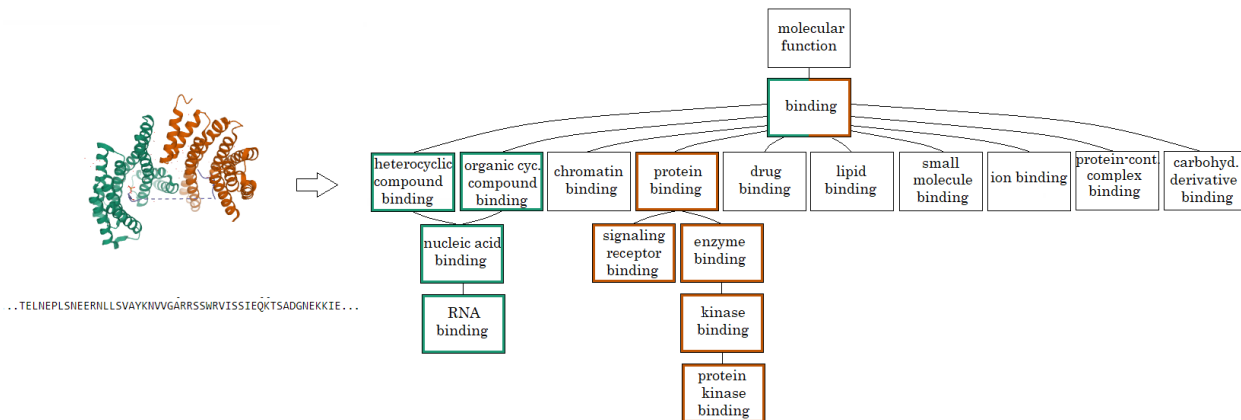 molecular
function
binding
heterocyclic
compound
binding
organic cyc.
compound
binding
chromatin
binding
protein
binding
drug
binding
lipid
binding
small
molecule
binding
ion binding
protein-cont.
complex
binding
carbohyd.
derivative
binding
nucleic acid
binding
signaling
receptor
binding
enzyme
binding
...TELNEPLSNEERNLLSVAYKNVVGARRSSWRVISSIEQKTSADGNEKKIE...
RNA
binding
kinase
binding
protein
kinase
binding